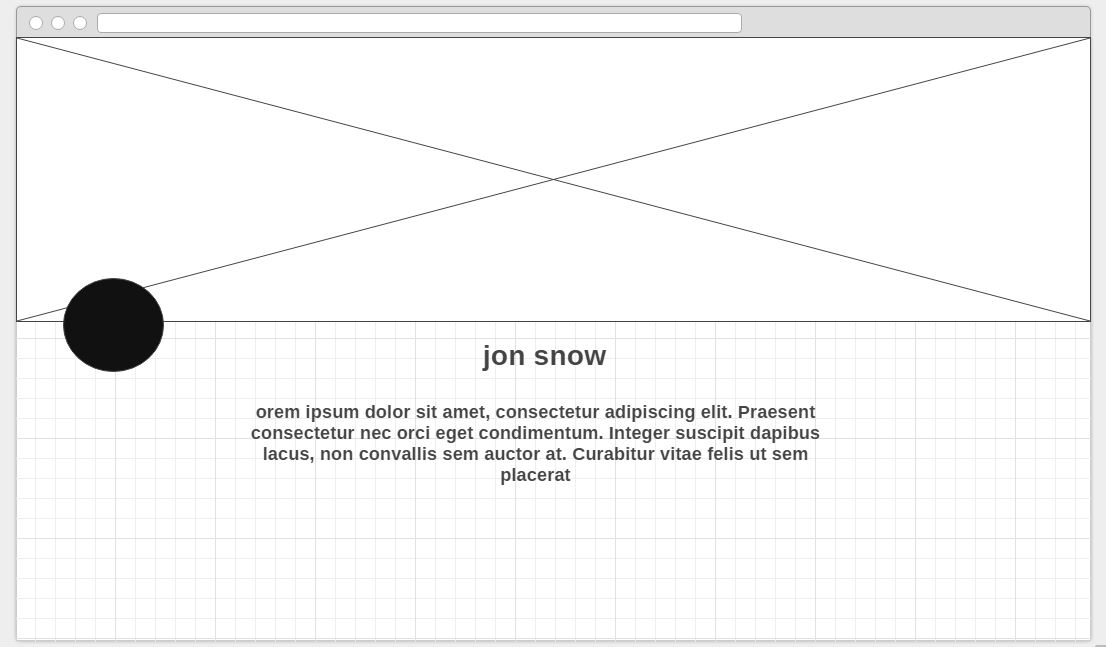 jon snow
orem ipsum dolor sit amet, consectetur adipiscing elit. Praesent
consectetur nec orci eget condimentum. Integer suscipit dapibus
lacus, non convallis sem auctor at. Curabitur vitae felis ut sem
placerat